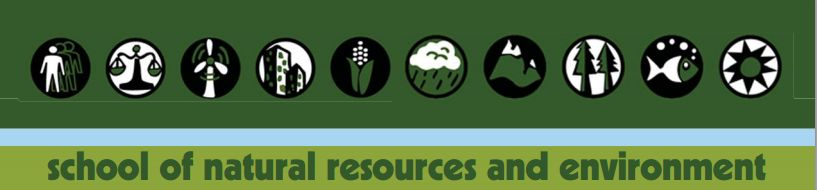 school of natural resources and environment